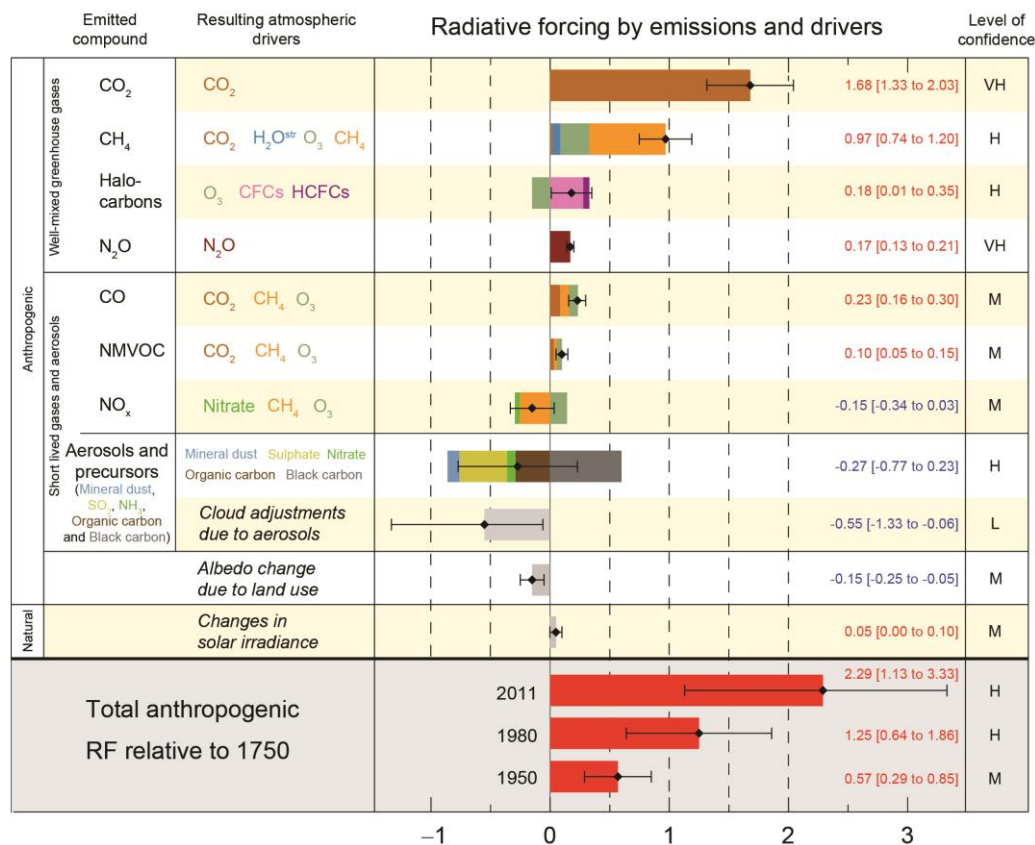 Emitted compound
Resulting atmospheric drivers
Radiative forcing by emissions and drivers
Level of confidence
Anthropogenic
Well-mixed greenhouse gases
CO₂
CO₂
1.68 [1.33 to 2.03]
VH
CH₄
CO₂ H₂Oˢᵗʳ O₃ CH₄
0.97 [0.74 to 1.20]
H
Halo-
carbons
O₃ CFCs HCFCs
0.18 [0.01 to 0.35]
H
N₂O
N₂O
0.17 [0.13 to 0.21]
VH
Short lived gases and aerosols
CO
CO₂ CH₄ O₃
0.23 [0.16 to 0.30]
M
NMVOC
CO₂ CH₄ O₃
0.10 [0.05 to 0.15]
M
NOₓ
Nitrate CH₄ O₃
-0.15 [-0.34 to 0.03]
M
Aerosols and
precursors
(Mineral dust,
SO₂, NH₃,
Organic carbon
and Black carbon)
Mineral dust Sulphate Nitrate
Organic carbon Black carbon
-0.27 [-0.77 to 0.23]
H
Cloud adjustments
due to aerosols
-0.55 [-1.33 to -0.06]
L
Albedo change
due to land use
-0.15 [-0.25 to -0.05]
M
Natural
Changes in
solar irradiance
0.05 [0.00 to 0.10]
M
Total anthropogenic
RF relative to 1750
2011
2.29 [1.13 to 3.33]
H
1980
1.25 [0.64 to 1.86]
H
1950
0.57 [0.29 to 0.85]
M
−1 0 1 2 3